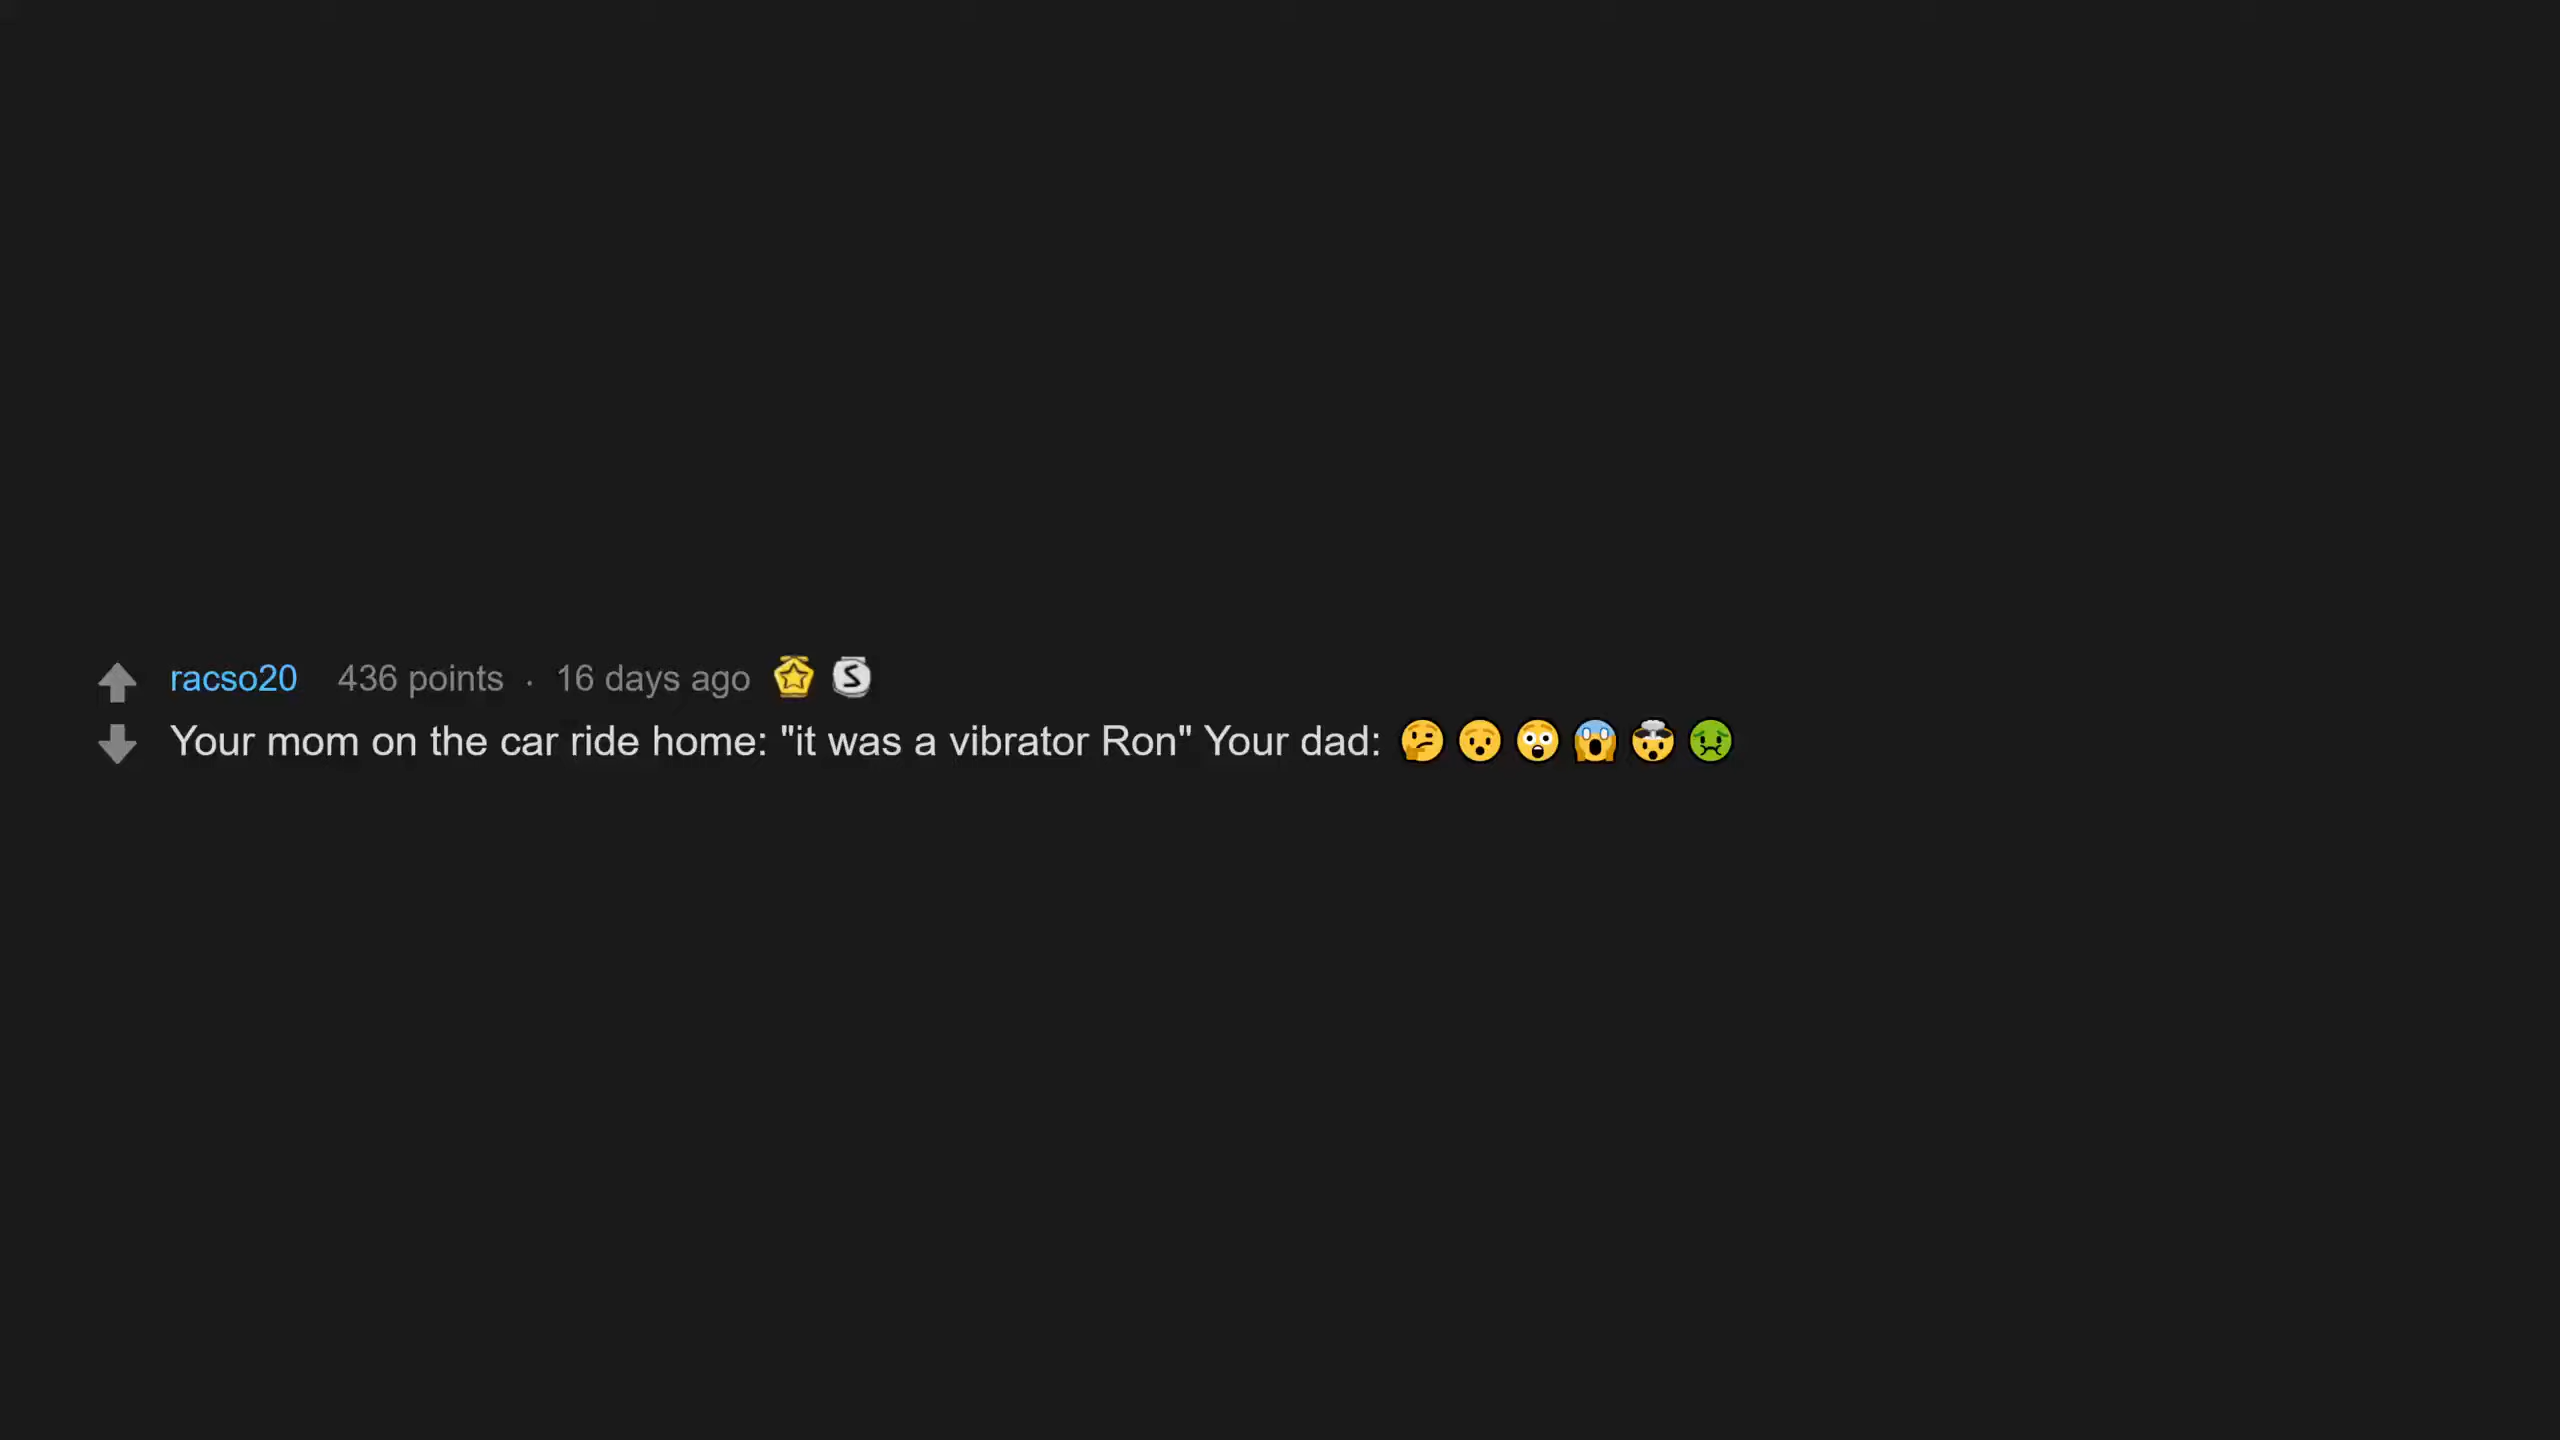 racso20 436 points · 16 days ago
Your mom on the car ride home: "it was a vibrator Ron" Your dad: 🤔😯😳😱🤯🤢